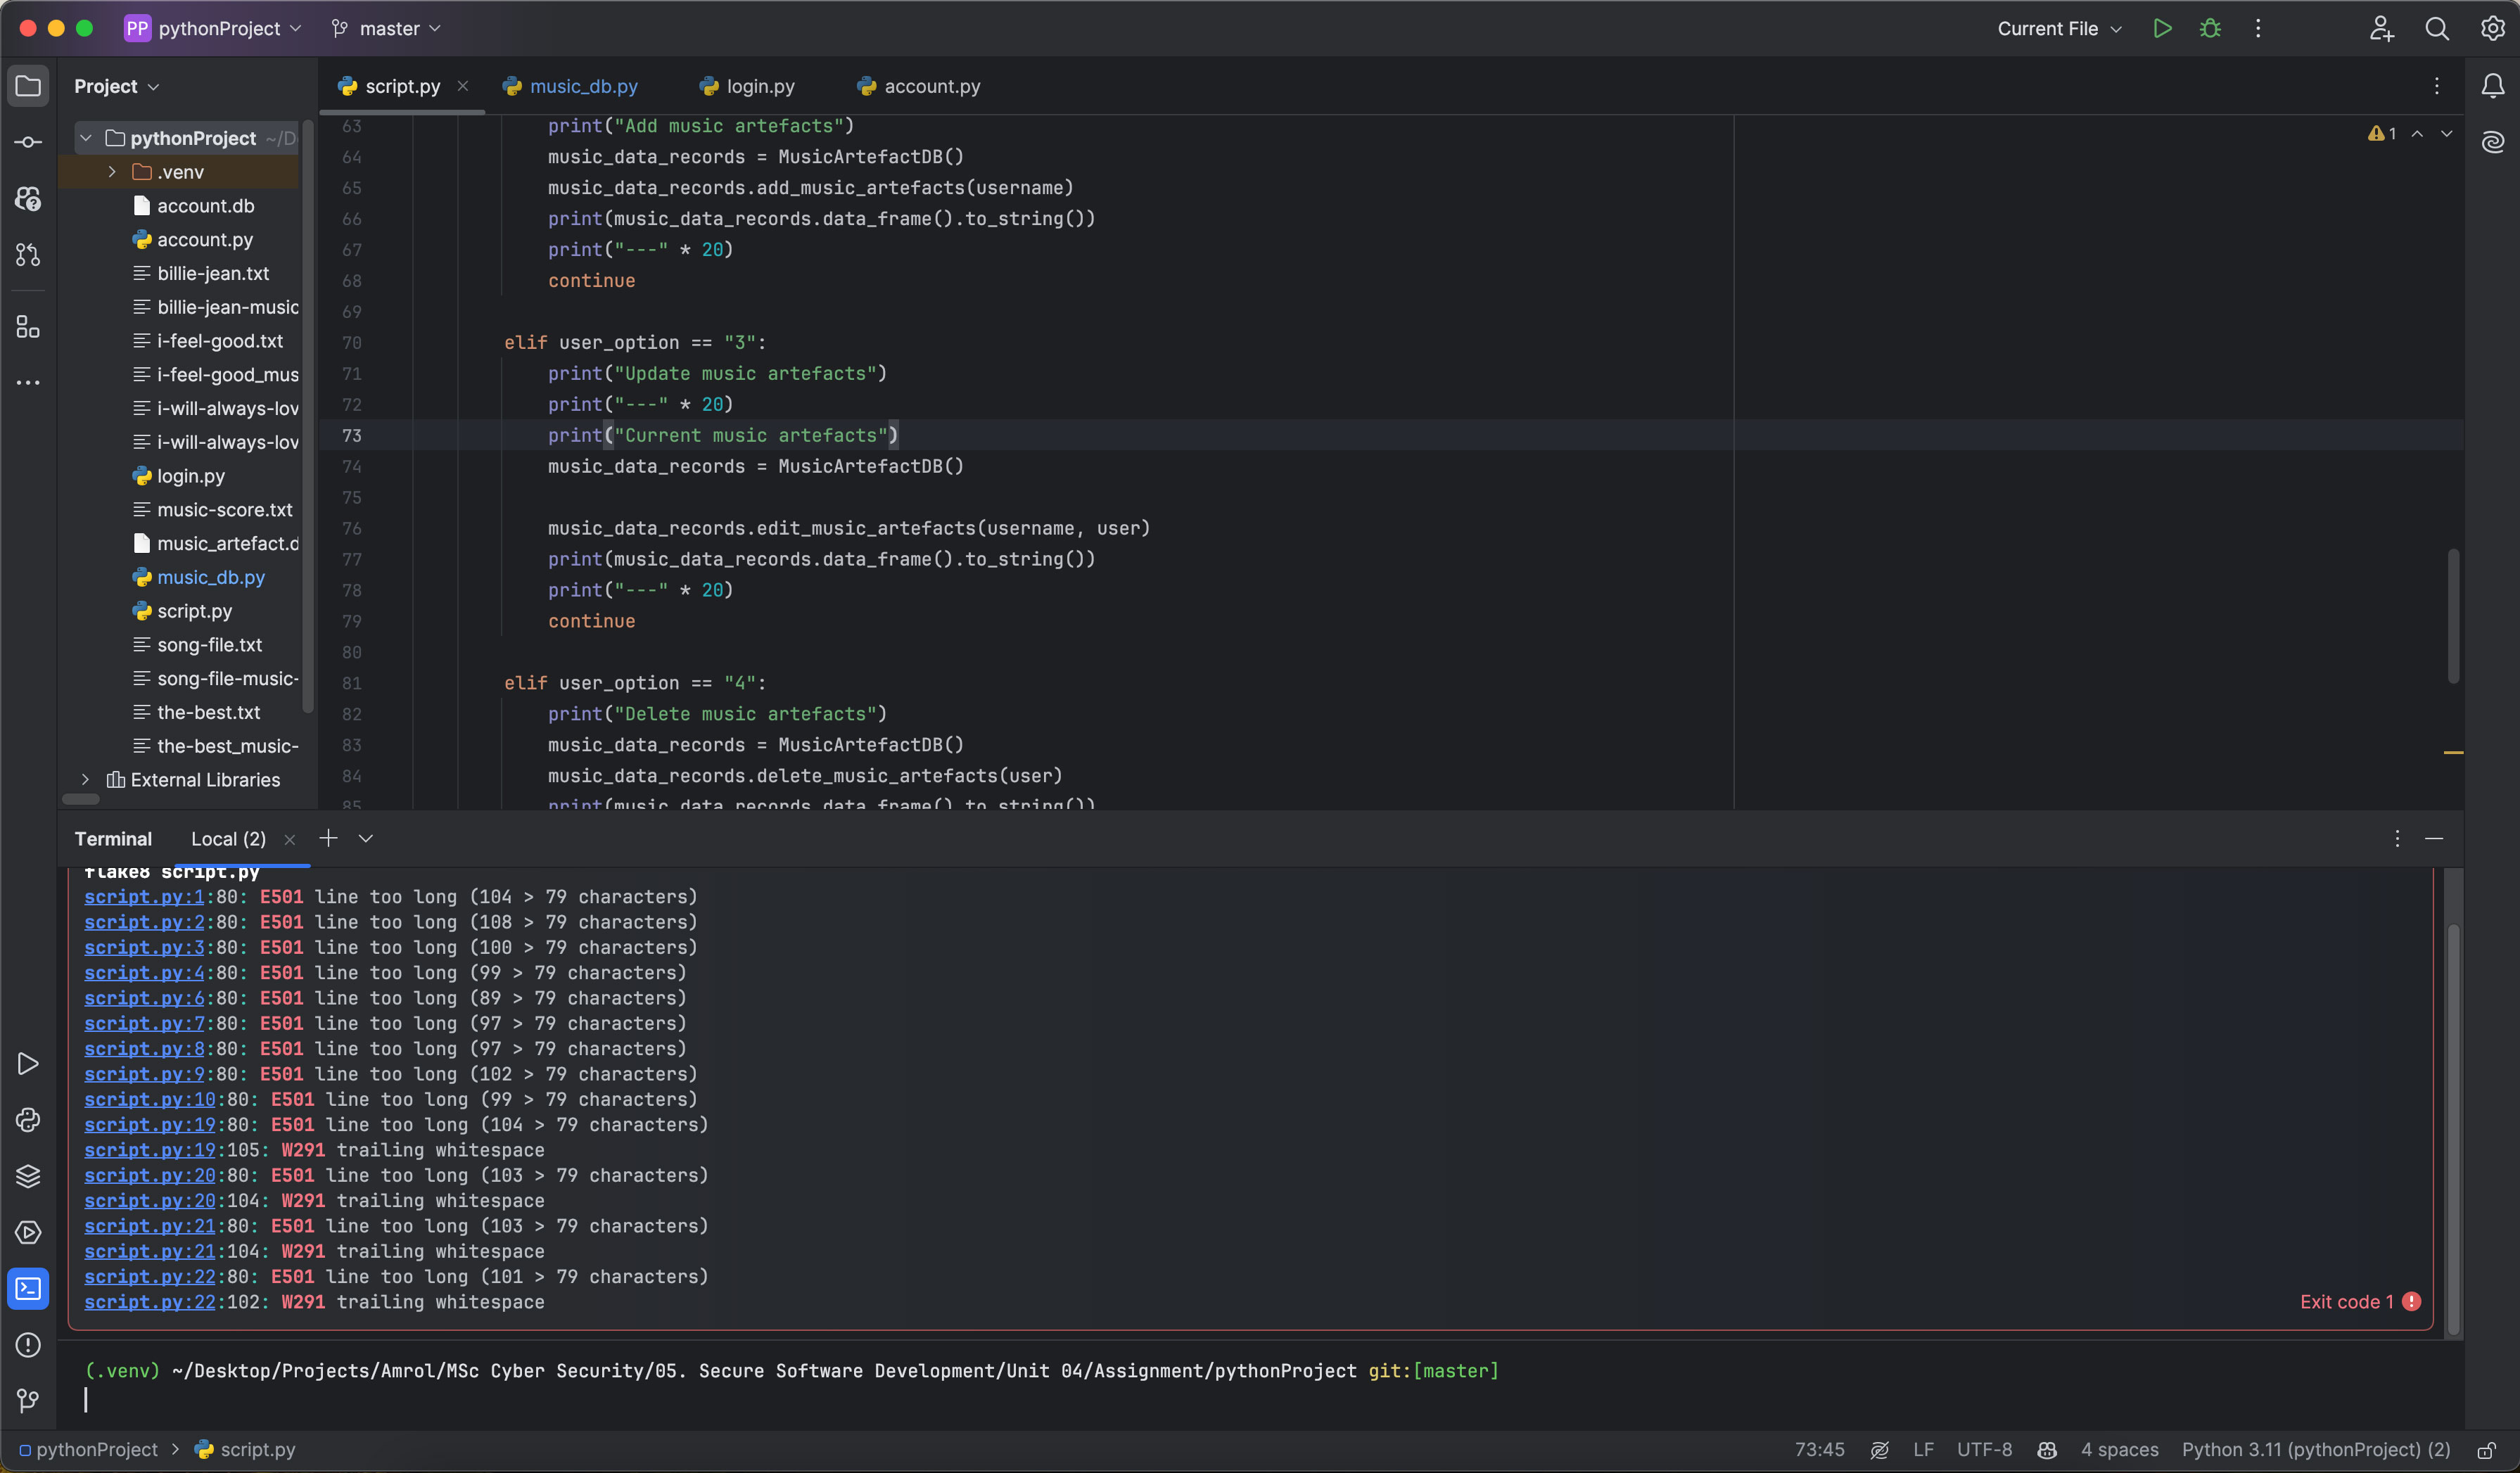 PP pythonProject master Current File
Project script.py music_db.py login.py account.py
pythonProject ~/D
.venv
account.db
account.py
billie-jean.txt
billie-jean-music
i-feel-good.txt
i-feel-good_mus
i-will-always-lov
i-will-always-lov
login.py
music-score.txt
music_artefact.d
music_db.py
script.py
song-file.txt
song-file-music-
the-best.txt
the-best_music-
External Libraries
1
63 print("Add music artefacts")
64 music_data_records = MusicArtefactDB()
65 music_data_records.add_music_artefacts(username)
66 print(music_data_records.data_frame().to_string())
67 print("---" * 20)
68 continue
69
70 elif user_option == "3":
71 print("Update music artefacts")
72 print("---" * 20)
73 print("Current music artefacts")
74 music_data_records = MusicArtefactDB()
75
76 music_data_records.edit_music_artefacts(username, user)
77 print(music_data_records.data_frame().to_string())
78 print("---" * 20)
79 continue
80
81 elif user_option == "4":
82 print("Delete music artefacts")
83 music_data_records = MusicArtefactDB()
84 music_data_records.delete_music_artefacts(user)
85 print(music_data_records.data_frame().to_string())
Terminal Local (2)
flake8 script.py
script.py:1:80: E501 line too long (104 > 79 characters)
script.py:2:80: E501 line too long (108 > 79 characters)
script.py:3:80: E501 line too long (100 > 79 characters)
script.py:4:80: E501 line too long (99 > 79 characters)
script.py:6:80: E501 line too long (89 > 79 characters)
script.py:7:80: E501 line too long (97 > 79 characters)
script.py:8:80: E501 line too long (97 > 79 characters)
script.py:9:80: E501 line too long (102 > 79 characters)
script.py:10:80: E501 line too long (99 > 79 characters)
script.py:19:80: E501 line too long (104 > 79 characters)
script.py:19:105: W291 trailing whitespace
script.py:20:80: E501 line too long (103 > 79 characters)
script.py:20:104: W291 trailing whitespace
script.py:21:80: E501 line too long (103 > 79 characters)
script.py:21:104: W291 trailing whitespace
script.py:22:80: E501 line too long (101 > 79 characters)
script.py:22:102: W291 trailing whitespace
Exit code 1
(.venv) ~/Desktop/Projects/Amrol/MSc Cyber Security/05. Secure Software Development/Unit 04/Assignment/pythonProject git:[master]
pythonProject > script.py 73:45 LF UTF-8 4 spaces Python 3.11 (pythonProject) (2)